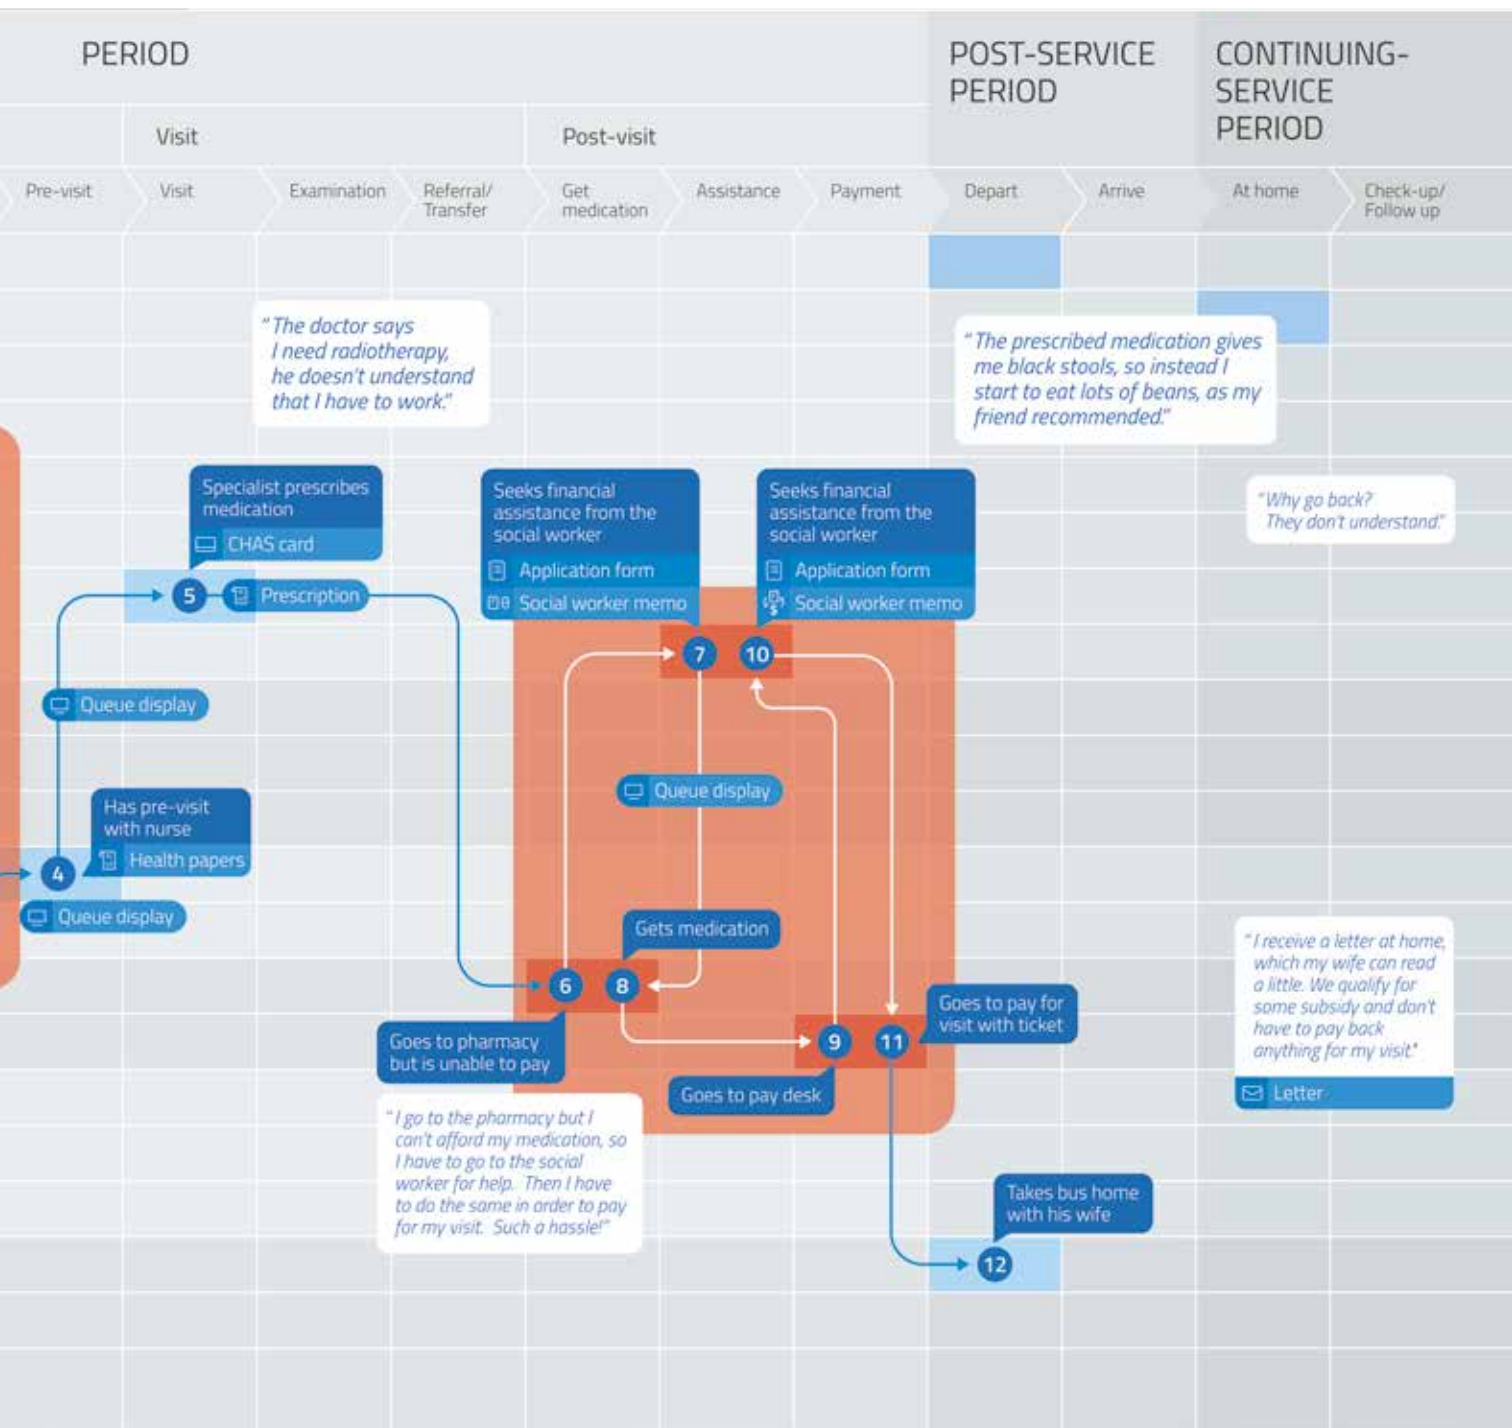 PERIOD
POST-SERVICE
PERIOD
CONTINUING-
SERVICE
PERIOD
Visit
Post-visit
Pre-visit
Visit
Examination
Referral/
Transfer
Get
medication
Assistance
Payment
Depart
Arrive
At home
Check-up/
Follow up
"The doctor says
I need radiotherapy,
he doesn't understand
that I have to work."
"The prescribed medication gives
me black stools, so instead I
start to eat lots of beans, as my
friend recommended."
Specialist prescribes
medication
CHAS card
5
Prescription
Seeks financial
assistance from the
social worker
Application form
Social worker memo
Seeks financial
assistance from the
social worker
Application form
Social worker memo
"Why go back?
They don't understand."
7
10
Queue display
Queue display
Has pre-visit
with nurse
Health papers
4
Queue display
Gets medication
6
8
Goes to pharmacy
but is unable to pay
Goes to pay for
visit with ticket
9
11
Goes to pay desk
"I go to the pharmacy but I
can't afford my medication, so
I have to go to the social
worker for help. Then I have
to do the same in order to pay
for my visit. Such a hassle!"
"I receive a letter at home,
which my wife can read
a little. We qualify for
some subsidy and don't
have to pay back
anything for my visit."
Letter
Takes bus home
with his wife
12